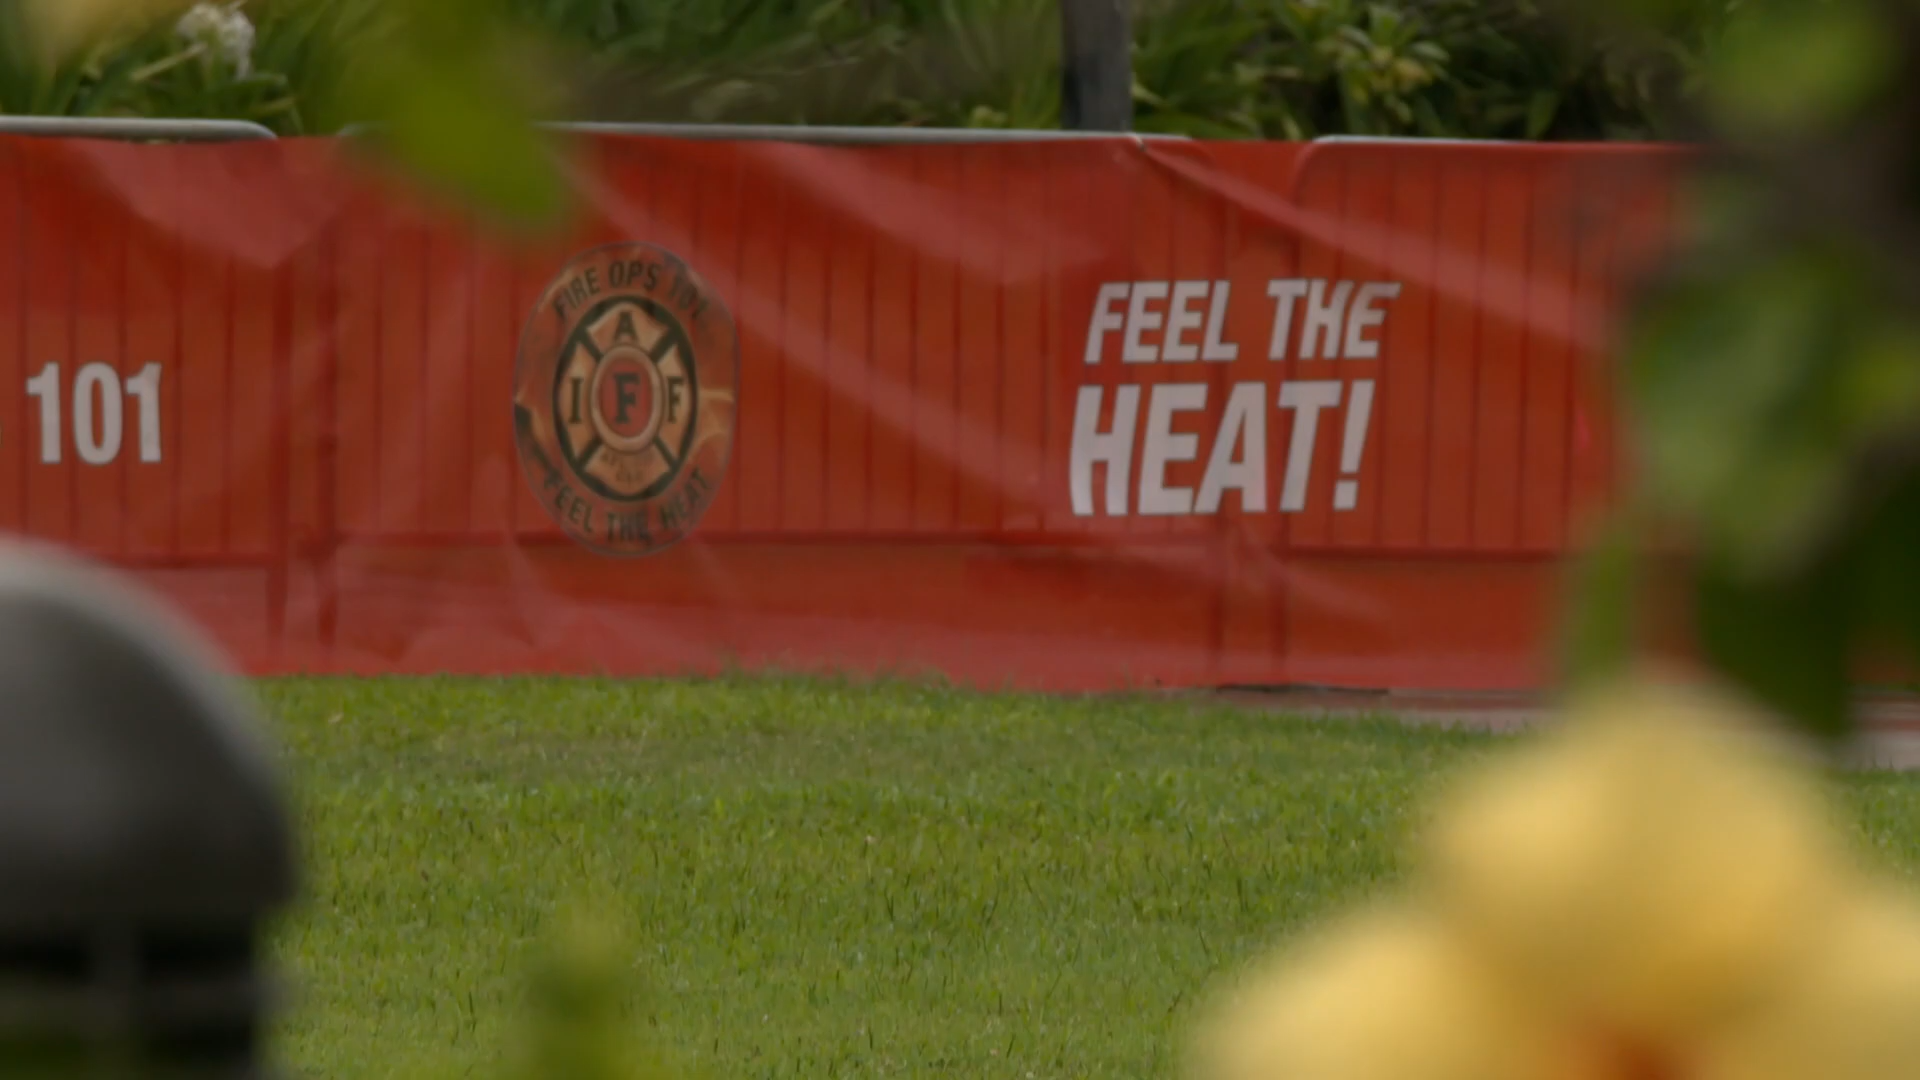 101
FIRE OPS 101
A
I F F
FEEL THE HEAT
FEEL THE
HEAT!